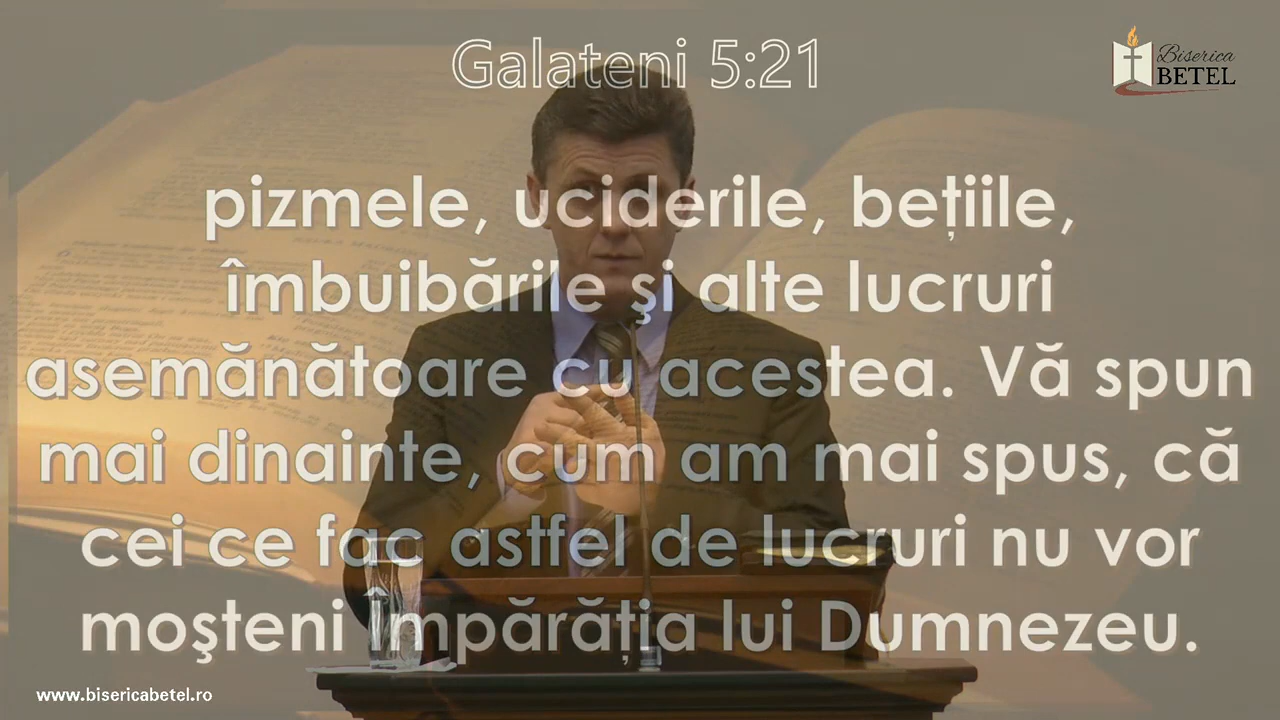 Galateni 5:21
Biserica
BETEL
pizmele, uciderile, bețiile,
îmbuibările şi alte lucruri
asemănătoare cu acestea. Vă spun
mai dinainte, cum am mai spus, că
cei ce fac astfel de lucruri nu vor
moşteni Împărăția lui Dumnezeu.
www.bisericabetel.ro